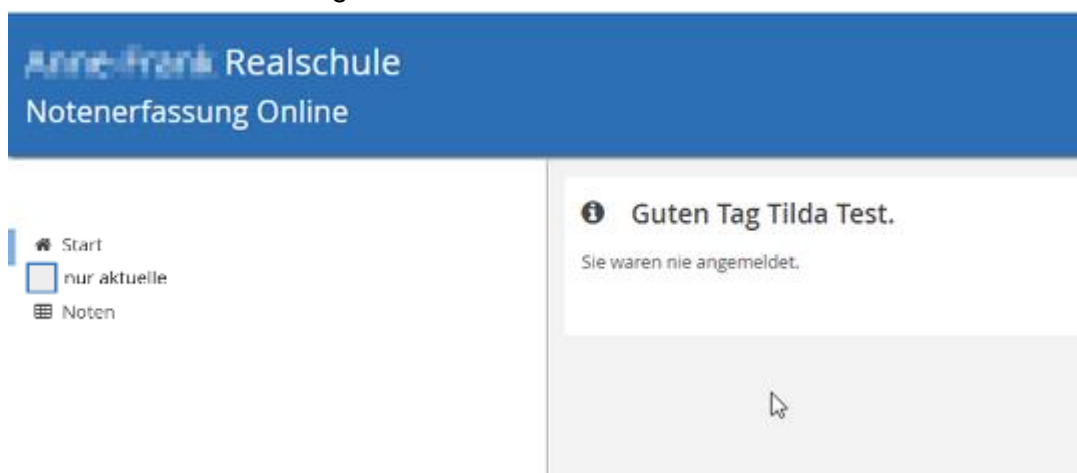 Realschule
Notenerfassung Online
Guten Tag Tilda Test.
Sie waren nie angemeldet.
Start
nur aktuelle
Noten